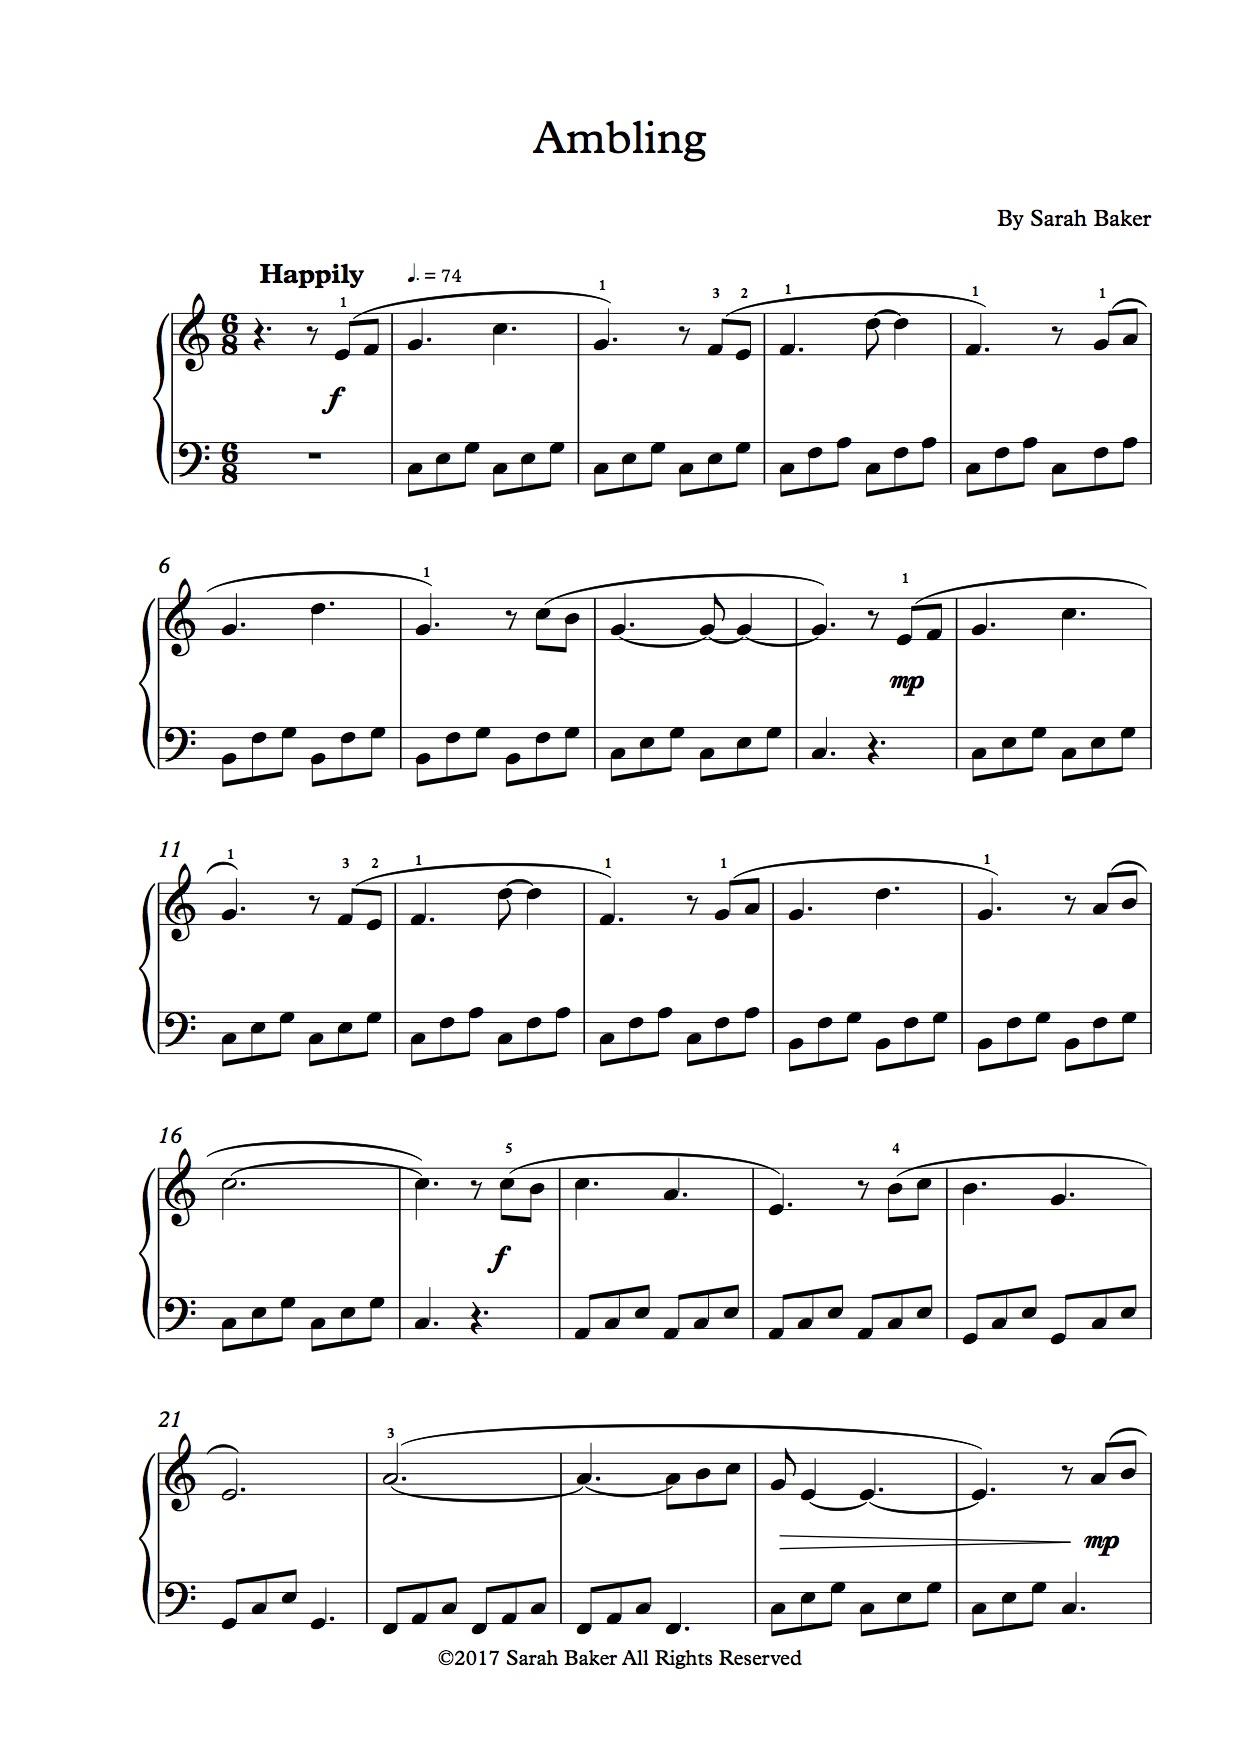 Ambling
By Sarah Baker
Happily ♩. = 74
1 1 3 2 1 1 1
6 8
f
6 8
6
1 1
mp
11
1 3 2 1 1 1 1
16
5 4
f
21
3
mp
©2017 Sarah Baker All Rights Reserved